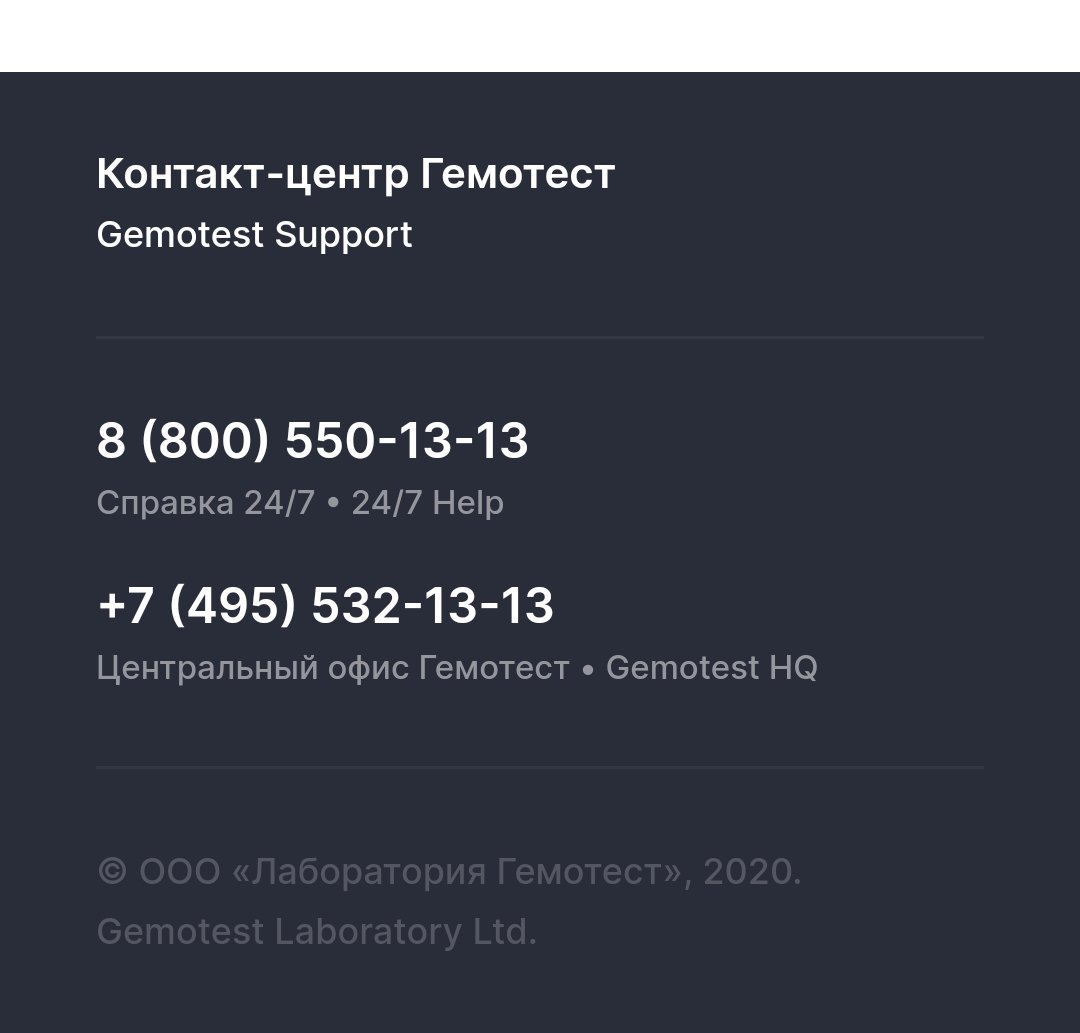 Контакт-центр Гемотест
Gemotest Support
8 (800) 550-13-13
Справка 24/7 • 24/7 Help
+7 (495) 532-13-13
Центральный офис Гемотест • Gemotest HQ
© ООО «Лаборатория Гемотест», 2020.
Gemotest Laboratory Ltd.